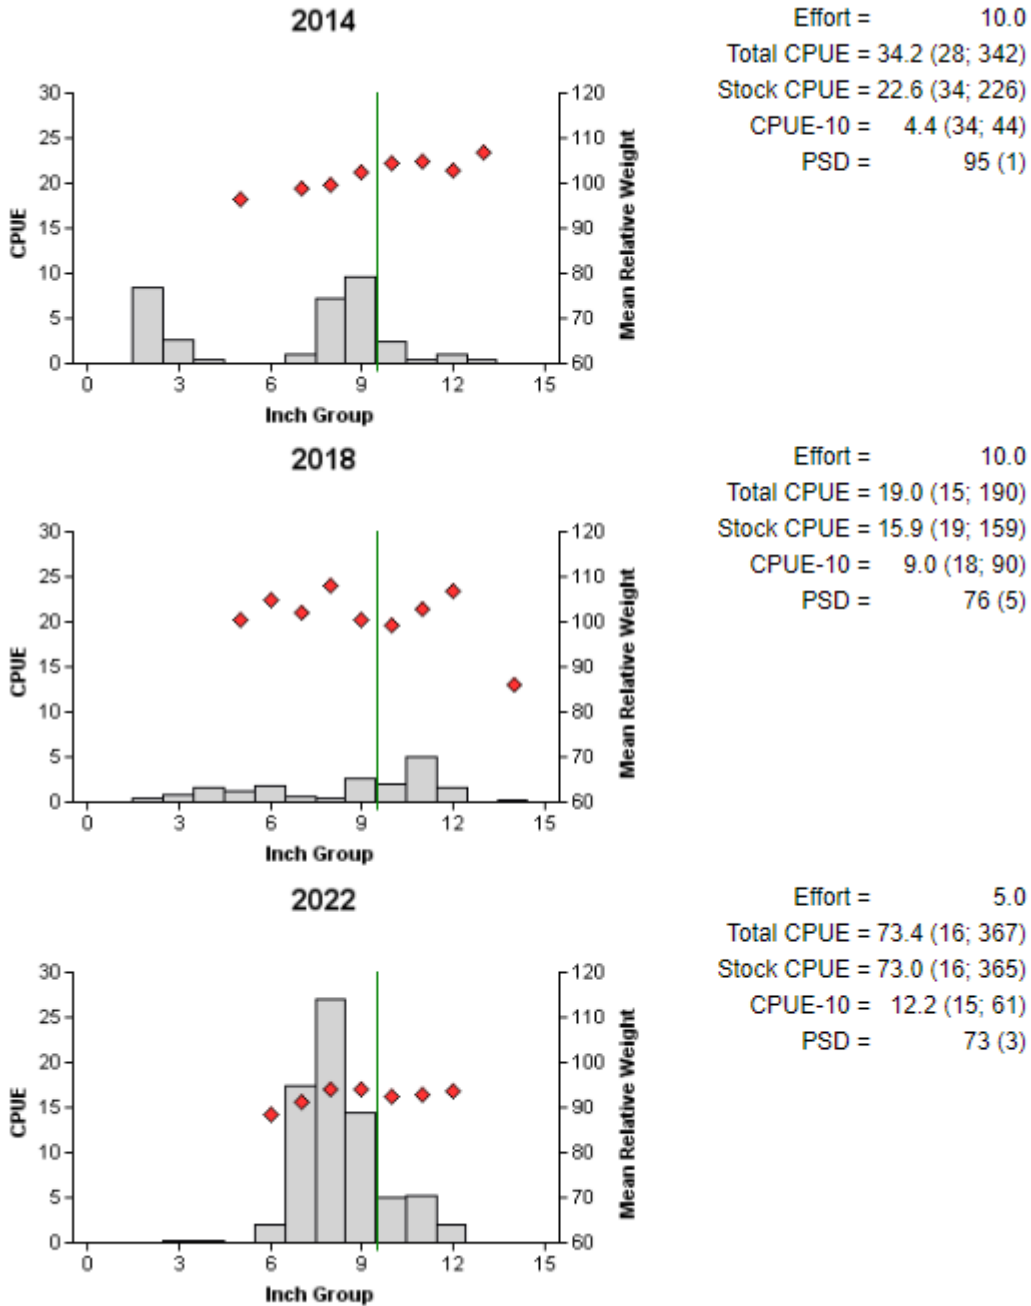 2014
Effort = 10.0
Total CPUE = 34.2 (28; 342)
Stock CPUE = 22.6 (34; 226)
CPUE-10 = 4.4 (34; 44)
PSD = 95 (1)
30
25
20
15
10
5
0
CPUE
120
110
100
90
80
70
60
Mean Relative Weight
0 3 6 9 12 15
Inch Group
2018
Effort = 10.0
Total CPUE = 19.0 (15; 190)
Stock CPUE = 15.9 (19; 159)
CPUE-10 = 9.0 (18; 90)
PSD = 76 (5)
30
25
20
15
10
5
0
CPUE
120
110
100
90
80
70
60
Mean Relative Weight
0 3 6 9 12 15
Inch Group
2022
Effort = 5.0
Total CPUE = 73.4 (16; 367)
Stock CPUE = 73.0 (16; 365)
CPUE-10 = 12.2 (15; 61)
PSD = 73 (3)
30
25
20
15
10
5
0
CPUE
120
110
100
90
80
70
60
Mean Relative Weight
0 3 6 9 12 15
Inch Group